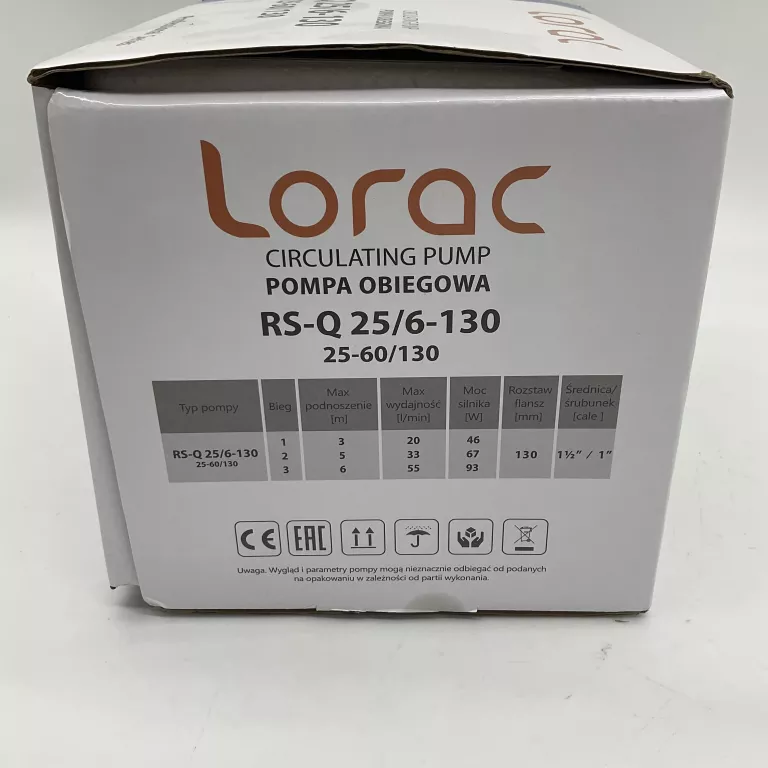 25/6-130
Lorac
CIRCULATING PUMP
POMPA OBIEGOWA
RS-Q 25/6-130
25-60/130
Typ pompy Bieg Max podnoszenie [m] Max wydajność [l/min] Moc silnika [W] Rozstaw flansz [mm] Średnica/ śrubunek [cale ]
RS-Q 25/6-130 1 3 20 46
25-60/130 2 5 33 67 130 1½" / 1"
3 6 55 93
CE EAC
Uwaga. Wygląd i parametry pompy mogą nieznacznie odbiegać od podanych
na opakowaniu w zależności od partii wykonania.